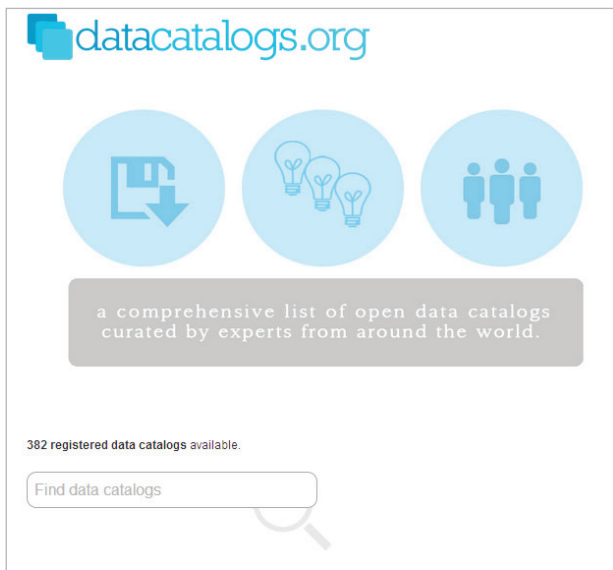 datacatalogs.org
a comprehensive list of open data catalogs
curated by experts from around the world.
382 registered data catalogs available.
Find data catalogs